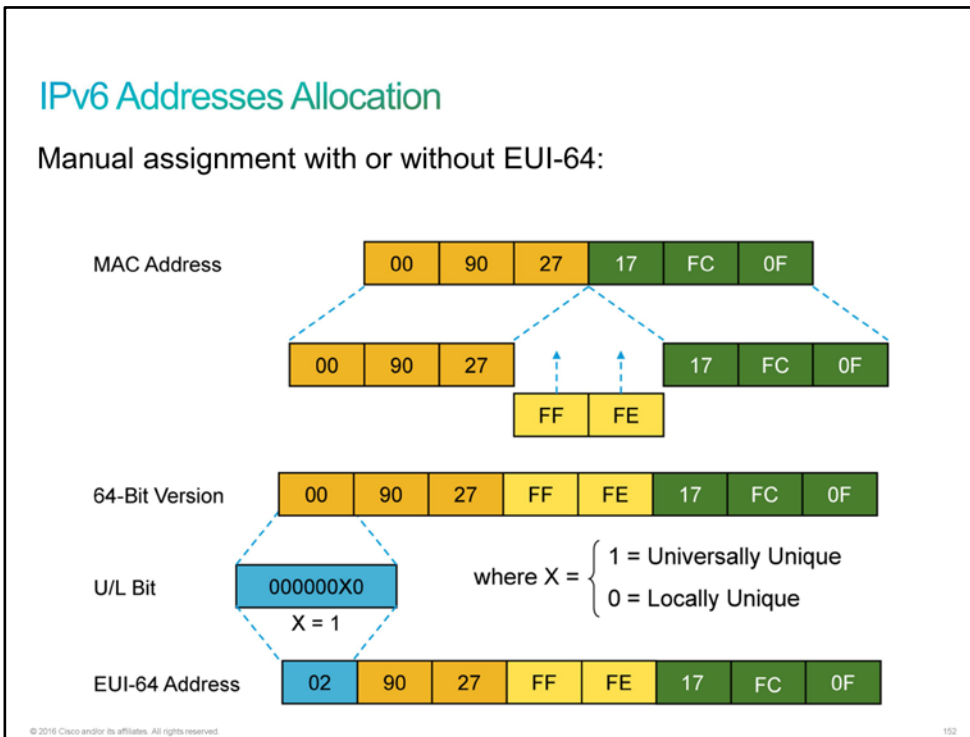 IPv6 Addresses Allocation
Manual assignment with or without EUI-64:
MAC Address 00 90 27 17 FC 0F
00 90 27 17 FC 0F
FF FE
64-Bit Version 00 90 27 FF FE 17 FC 0F
U/L Bit 000000X0 where X = 1 = Universally Unique
0 = Locally Unique
X = 1
EUI-64 Address 02 90 27 FF FE 17 FC 0F
© 2016 Cisco and/or its affiliates. All rights reserved. 152